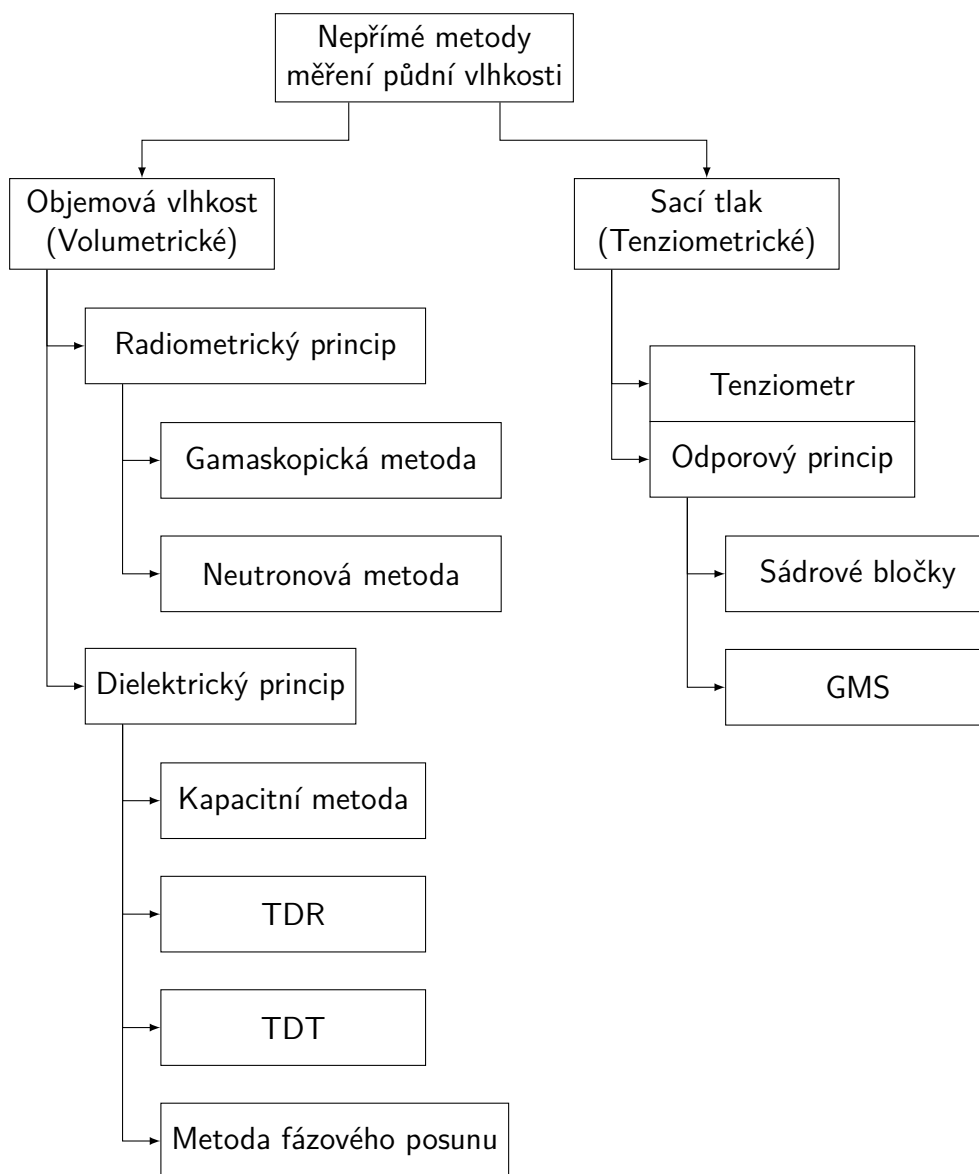 Nepřímé metody
měření půdní vlhkosti
Objemová vlhkost
(Volumetrické)
Radiometrický princip
Gamaskopická metoda
Neutronová metoda
Dielektrický princip
Kapacitní metoda
TDR
TDT
Metoda fázového posunu
Sací tlak
(Tenziometrické)
Tenziometr
Odporový princip
Sádrové bločky
GMS